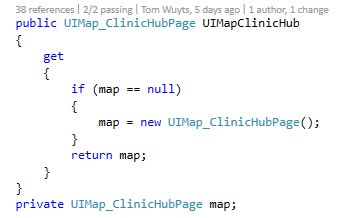 38 references | 2/2 passing | Tom Wuyts, 5 days ago | 1 author, 1 change
public UIMap_ClinicHubPage UIMapClinicHub
{
    get
    {
        if (map == null)
        {
            map = new UIMap_ClinicHubPage();
        }
        return map;
    }
}
private UIMap_ClinicHubPage map;